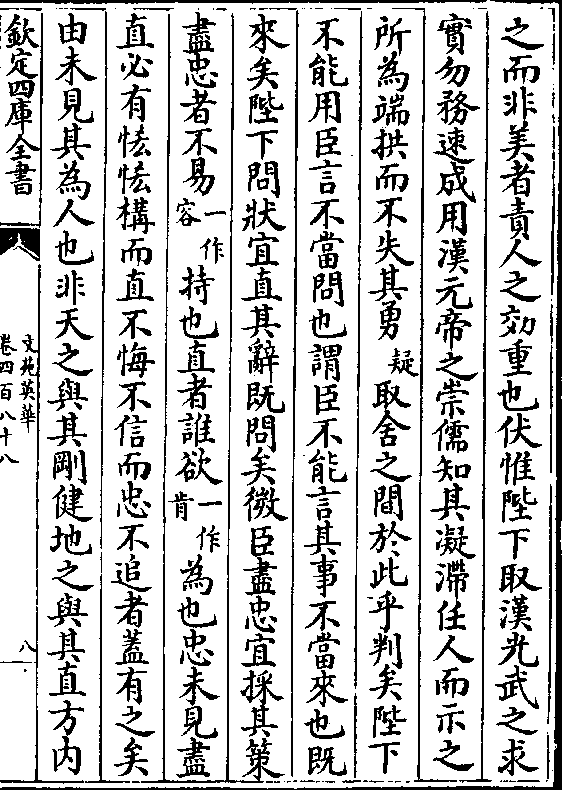 之而非美者責人之効重也伏惟陛下取漢光武之求
實勿務速成用漢元帝之崇儒知其凝滯任人而示之
所為端拱而不失其勇疑取舍之間於此乎判矣陛下
不能用臣言不當問也謂臣不能言其事不當來也既
來矣陛下問狀宜直其辭既問矣微臣盡忠宜採其策
盡忠者不易一作容持也直者誰欲一作肯為也忠未見盡
直必有怯怯構而直不悔不信而忠不追者蓋有之矣
由未見其為人也非天之與其剛健地之與其直方内
欽定四庫全書
文苑英華
卷四百八十八
八